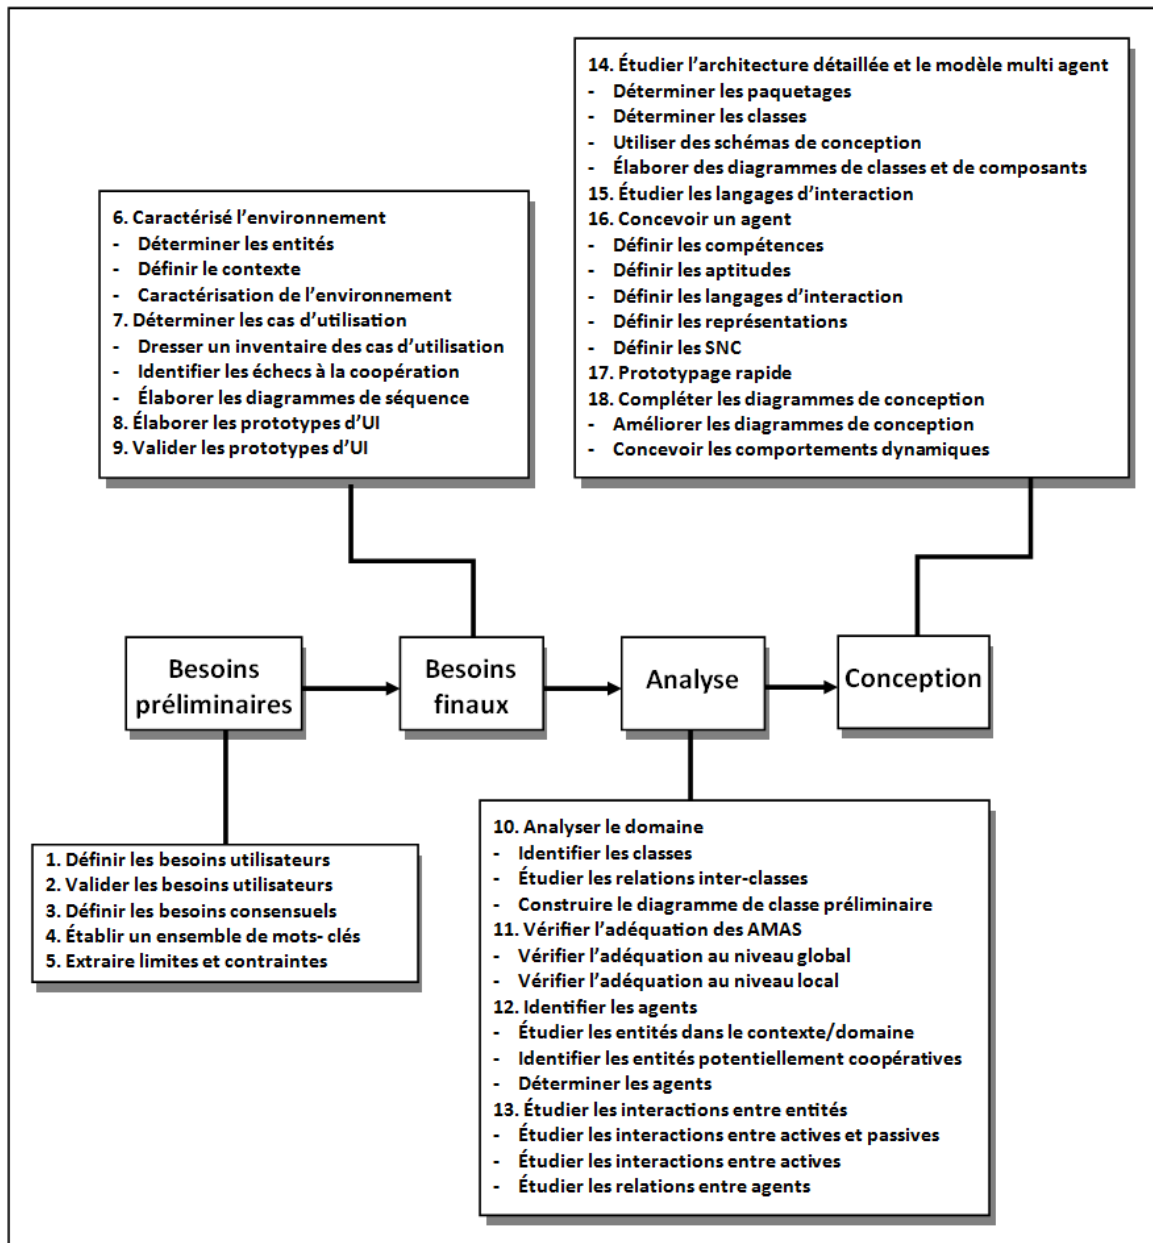 14. Étudier l'architecture détaillée et le modèle multi agent
- Déterminer les paquetages
- Déterminer les classes
- Utiliser des schémas de conception
- Élaborer des diagrammes de classes et de composants
15. Étudier les langages d'interaction
16. Concevoir un agent
- Définir les compétences
- Définir les aptitudes
- Définir les langages d'interaction
- Définir les représentations
- Définir les SNC
17. Prototypage rapide
18. Compléter les diagrammes de conception
- Améliorer les diagrammes de conception
- Concevoir les comportements dynamiques
6. Caractérisé l'environnement
- Déterminer les entités
- Définir le contexte
- Caractérisation de l'environnement
7. Déterminer les cas d'utilisation
- Dresser un inventaire des cas d'utilisation
- Identifier les échecs à la coopération
- Élaborer les diagrammes de séquence
8. Élaborer les prototypes d'UI
9. Valider les prototypes d'UI
Besoins
préliminaires
Besoins
finaux
Analyse
Conception
1. Définir les besoins utilisateurs
2. Valider les besoins utilisateurs
3. Définir les besoins consensuels
4. Établir un ensemble de mots- clés
5. Extraire limites et contraintes
10. Analyser le domaine
- Identifier les classes
- Étudier les relations inter-classes
- Construire le diagramme de classe préliminaire
11. Vérifier l'adéquation des AMAS
- Vérifier l'adéquation au niveau global
- Vérifier l'adéquation au niveau local
12. Identifier les agents
- Étudier les entités dans le contexte/domaine
- Identifier les entités potentiellement coopératives
- Déterminer les agents
13. Étudier les interactions entre entités
- Étudier les interactions entre actives et passives
- Étudier les interactions entre actives
- Étudier les relations entre agents